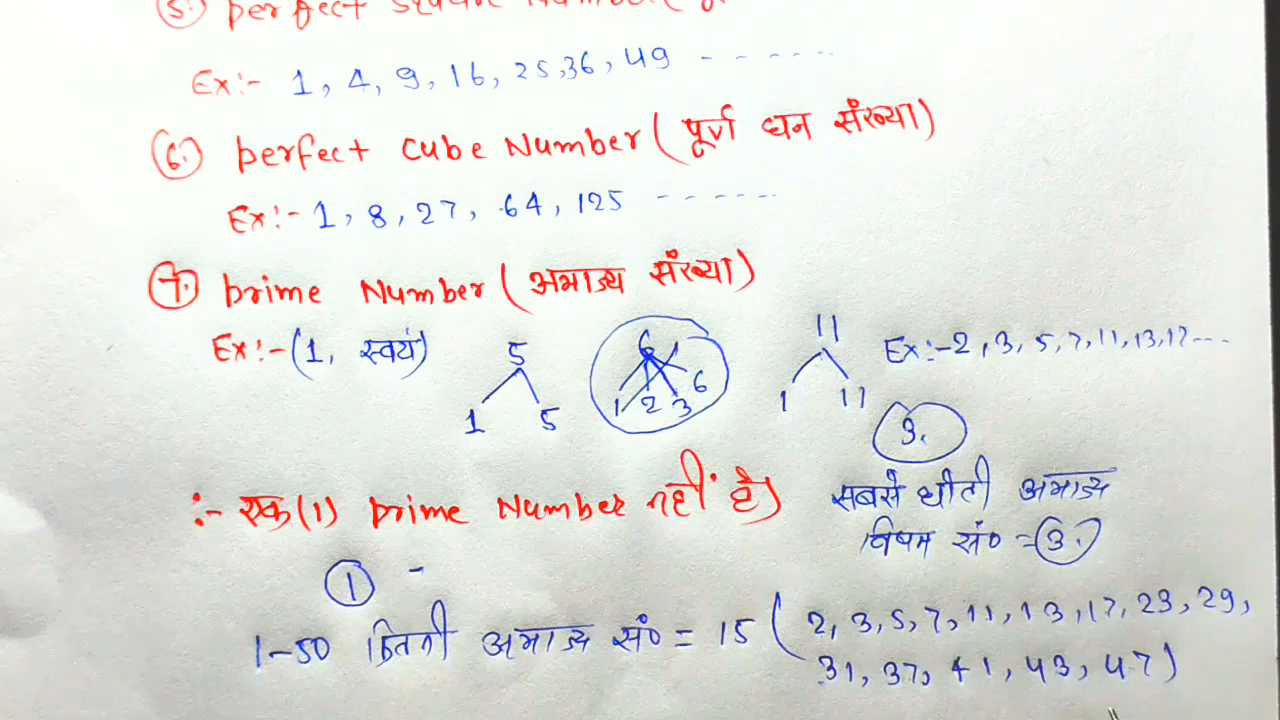 5. perfect
Ex:- 1, 4, 9, 16, 25, 36, 49 -------
6. perfect cube Number (पूर्ण घन संख्या)
Ex:- 1, 8, 27, 64, 125 -------
7. prime Number (अभाज्य संख्या)
Ex:- (1, स्वयं)
5
1 5
6
1 2 3 6
11
1 11
Ex:- 2, 3, 5, 7, 11, 13, 17 ---
3.
:- एक (1) prime Number नहीं है)
सबसे छोटी अभाज्य
विषम सं० = 3.
1 -
1-50 कितनी अभाज्य सं० = 15 ( 2, 3, 5, 7, 11, 13, 17, 23, 29,
31, 37, 41, 43, 47)